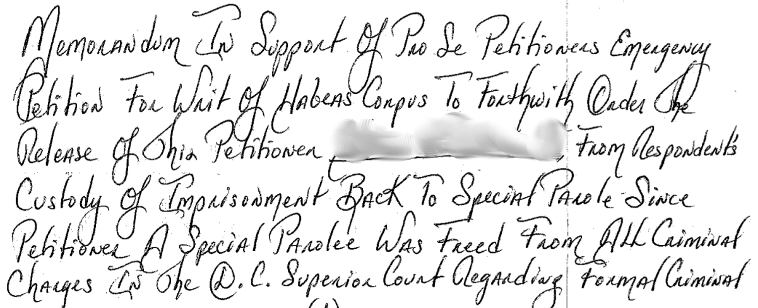 Memorandum In Support Of Pro Se Petitioners Emergency
Petition For Writ Of Habeas Corpus To Forthwith Order The
Release Of This Petitioner From Respondent's
Custody Of Imprisonment Back To Special Parole Since
Petitioner A Special Parolee Was Freed From All Criminal
Charges In The D.C. Superior Court Regarding Formal Criminal